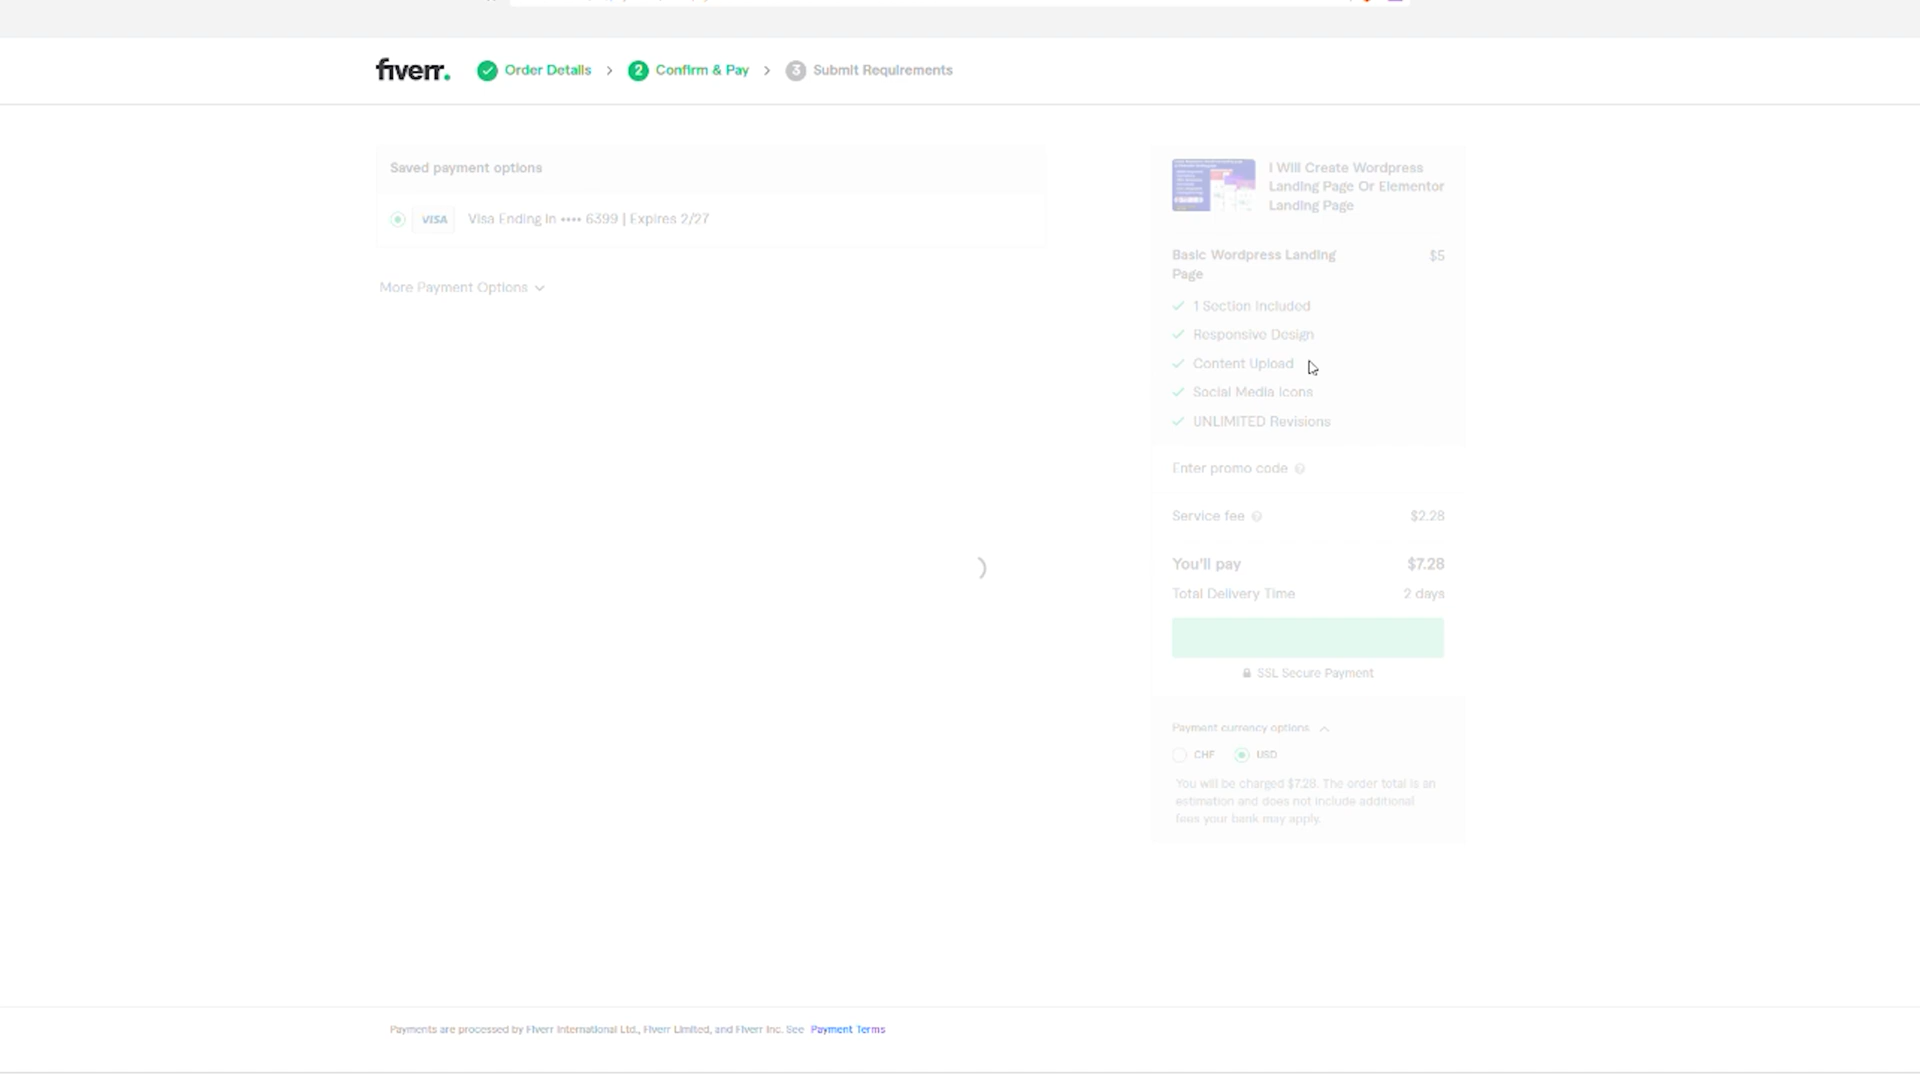 fiverr.
Order Details
2 Confirm & Pay
3 Submit Requirements
Saved payment options
VISA Visa Ending in •••• 6399 | Expires 2/27
More Payment Options
I Will Create Wordpress
Landing Page Or Elementor
Landing Page
Basic Wordpress Landing
Page
$5
1 Section Included
Responsive Design
Content Upload
Social Media Icons
UNLIMITED Revisions
Enter promo code
Service fee $2.28
You'll pay $7.28
Total Delivery Time 2 days
SSL Secure Payment
Payment currency options
CHF USD
You will be charged $7.28. The order total is an
estimation and does not include additional
fees your bank may apply.
Payments are processed by Fiverr International Ltd., Fiverr Limited, and Fiverr Inc. See Payment Terms